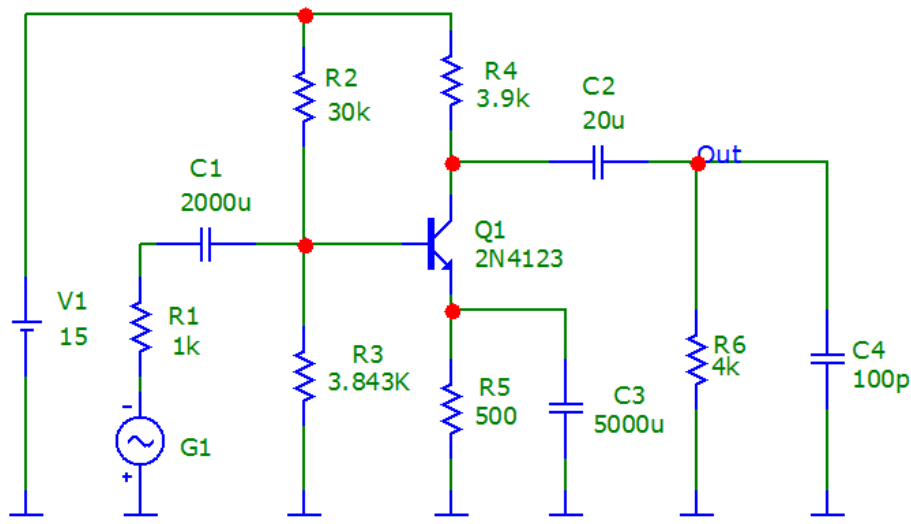 R2
30k
R4
3.9k
C2
20u
Out
C1
2000u
Q1
2N4123
V1
15
R1
1k
R3
3.843K
R5
500
C3
5000u
R6
4k
C4
100p
-
+
G1